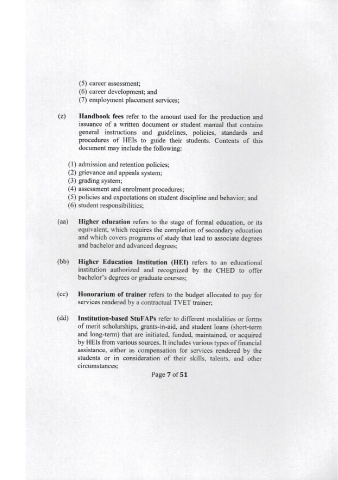 (5) career assessment;
(6) career development; and
(7) employment placement services;
(z) Handbook fees refer to the amount used for the production and
issuance of a written document or student manual that contains
general instructions and guidelines, policies, standards and
procedures of HEIs to guide their students. Contents of this
document may include the following:
(1) admission and retention policies;
(2) grievance and appeals system;
(3) grading system;
(4) assessment and enrolment procedures;
(5) policies and expectations on student discipline and behavior; and
(6) student responsibilities;
(aa) Higher education refers to the stage of formal education, or its
equivalent, which requires the completion of secondary education
and which covers programs of study that lead to associate degrees
and bachelor and advanced degrees;
(bb) Higher Education Institution (HEI) refers to an educational
institution authorized and recognized by the CHED to offer
bachelor's degrees or graduate courses;
(cc) Honorarium of trainer refers to the budget allocated to pay for
services rendered by a contractual TVET trainer;
(dd) Institution-based StuFAPs refer to different modalities or forms
of merit scholarships, grants-in-aid, and student loans (short-term
and long-term) that are initiated, funded, maintained, or acquired
by HEIs from various sources. It includes various types of financial
assistance, either as compensation for services rendered by the
students or in consideration of their skills, talents, and other
circumstances;
Page 7 of 51